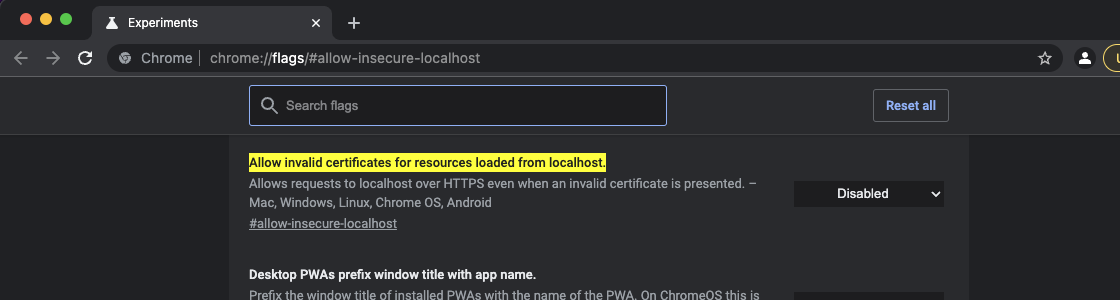 Experiments
Chrome chrome://flags/#allow-insecure-localhost
Search flags
Reset all
Allow invalid certificates for resources loaded from localhost.
Allows requests to localhost over HTTPS even when an invalid certificate is presented. –
Mac, Windows, Linux, Chrome OS, Android
#allow-insecure-localhost
Disabled
Desktop PWAs prefix window title with app name.
Prefix the window title of installed PWAs with the name of the PWA. On ChromeOS this is